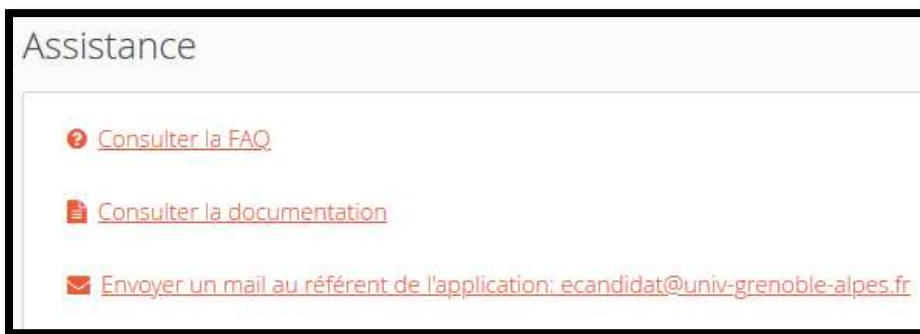 Assistance
Consulter la FAQ
Consulter la documentation
Envoyer un mail au référent de l'application: ecandidat@univ-grenoble-alpes.fr